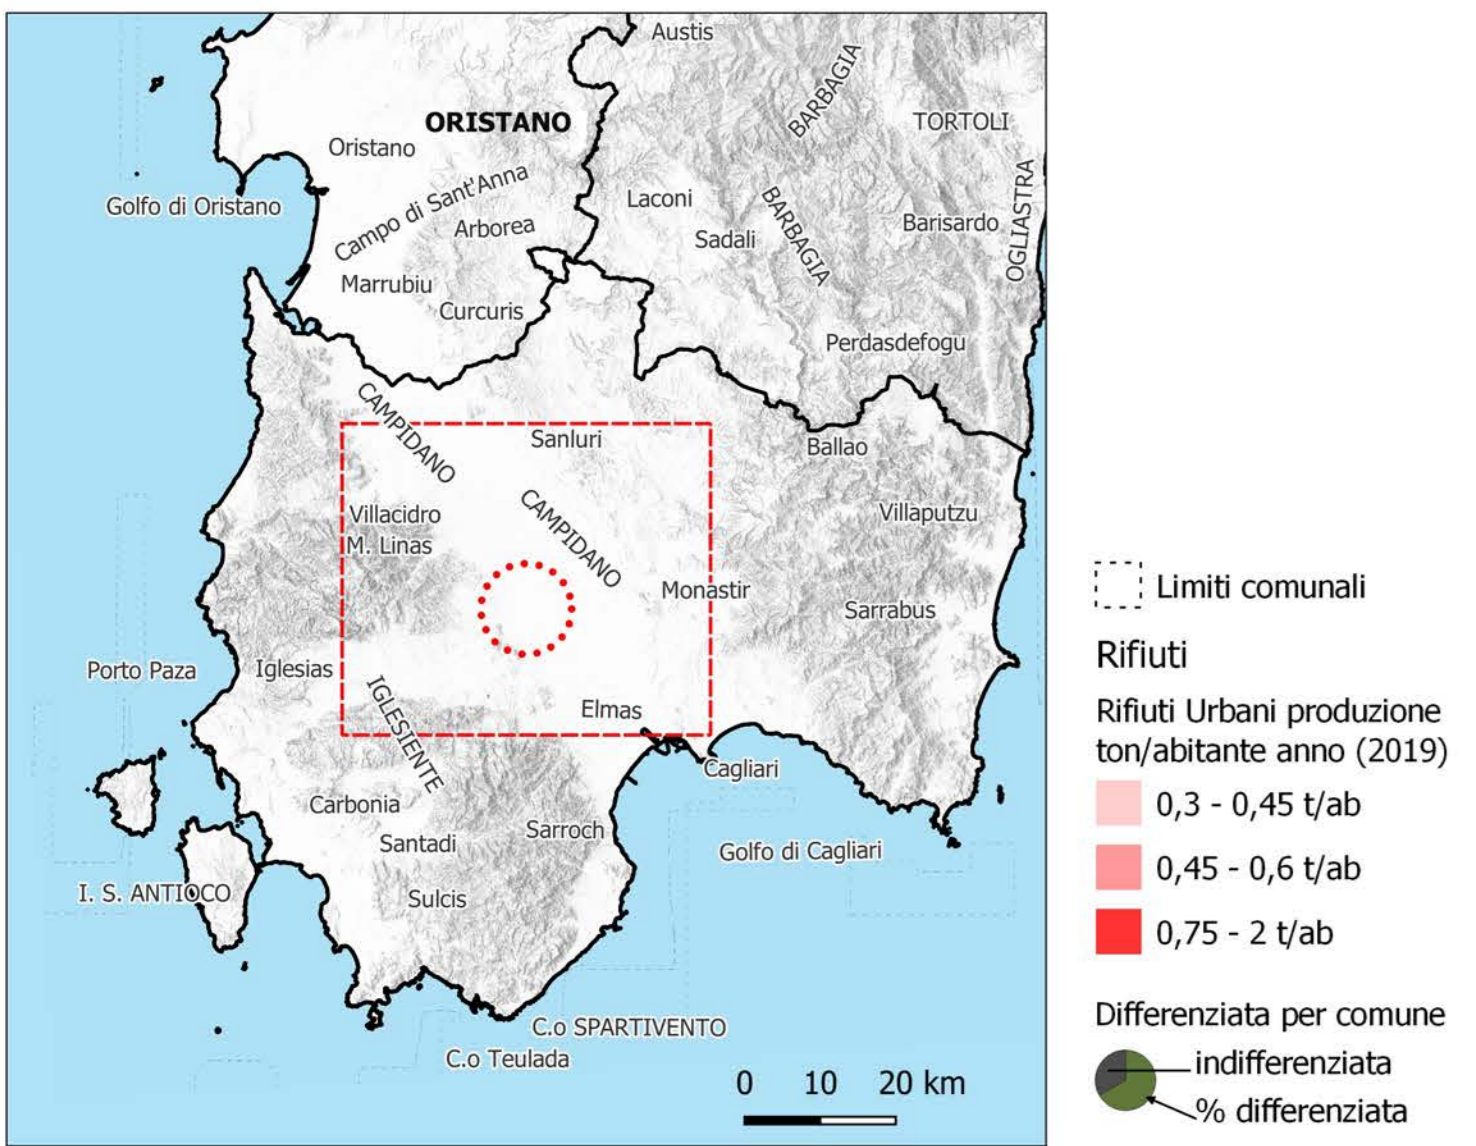 Austis
BARBAGIA
ORISTANO
TORTOLI
Oristano
Campo di Sant'Anna
OGLIASTRA
Golfo di Oristano
Laconi
BARBAGIA
Arborea
Sadali
Barisardo
Marrubiu
Curcuris
Perdasdefogu
CAMPIDANO
Sanluri
Ballao
CAMPIDANO
Villacidro
Villaputzu
M. Linas
Monastir
Sarrabus
Porto Paza
Iglesias
IGLESIENTE
Elmas
Cagliari
Carbonia
Santadi
Sarroch
Golfo di Cagliari
I. S. ANTIOCO
Sulcis
C.o SPARTIVENTO
C.o Teulada
0 10 20 km
Limiti comunali
Rifiuti
Rifiuti Urbani produzione
ton/abitante anno (2019)
0,3 - 0,45 t/ab
0,45 - 0,6 t/ab
0,75 - 2 t/ab
Differenziata per comune
indifferenziata
% differenziata